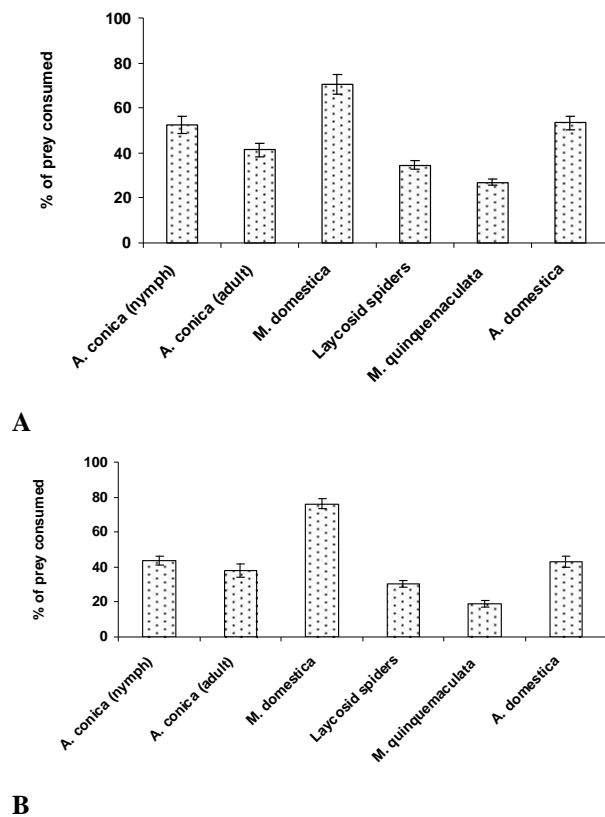 100
80
60
40
20
0
% of prey consumed
A. conica (nymph)
A. conica (adult)
M. domestica
Laycosid spiders
M. quinquemaculata
A. domestica
A
100
80
60
40
20
0
% of prey consumed
A. conica (nymph)
A. conica (adult)
M. domestica
Laycosid spiders
M. quinquemaculata
A. domestica
B